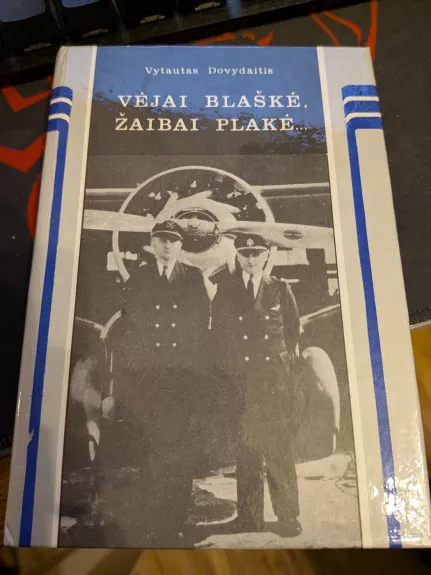 Vytautas Dovydaitis
VĖJAI BLAŠKĖ,
ŽAIBAI PLAKĖ...